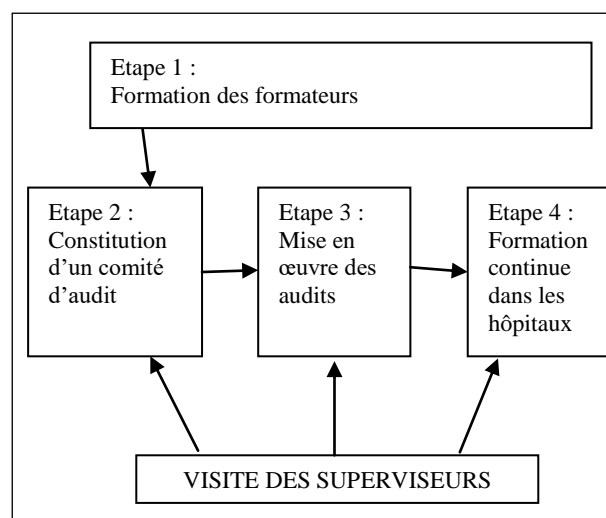 Etape 1 :
Formation des formateurs
Etape 2 :
Constitution
d'un comité
d'audit
Etape 3 :
Mise en
œuvre des
audits
Etape 4 :
Formation
continue
dans les
hôpitaux
VISITE DES SUPERVISEURS